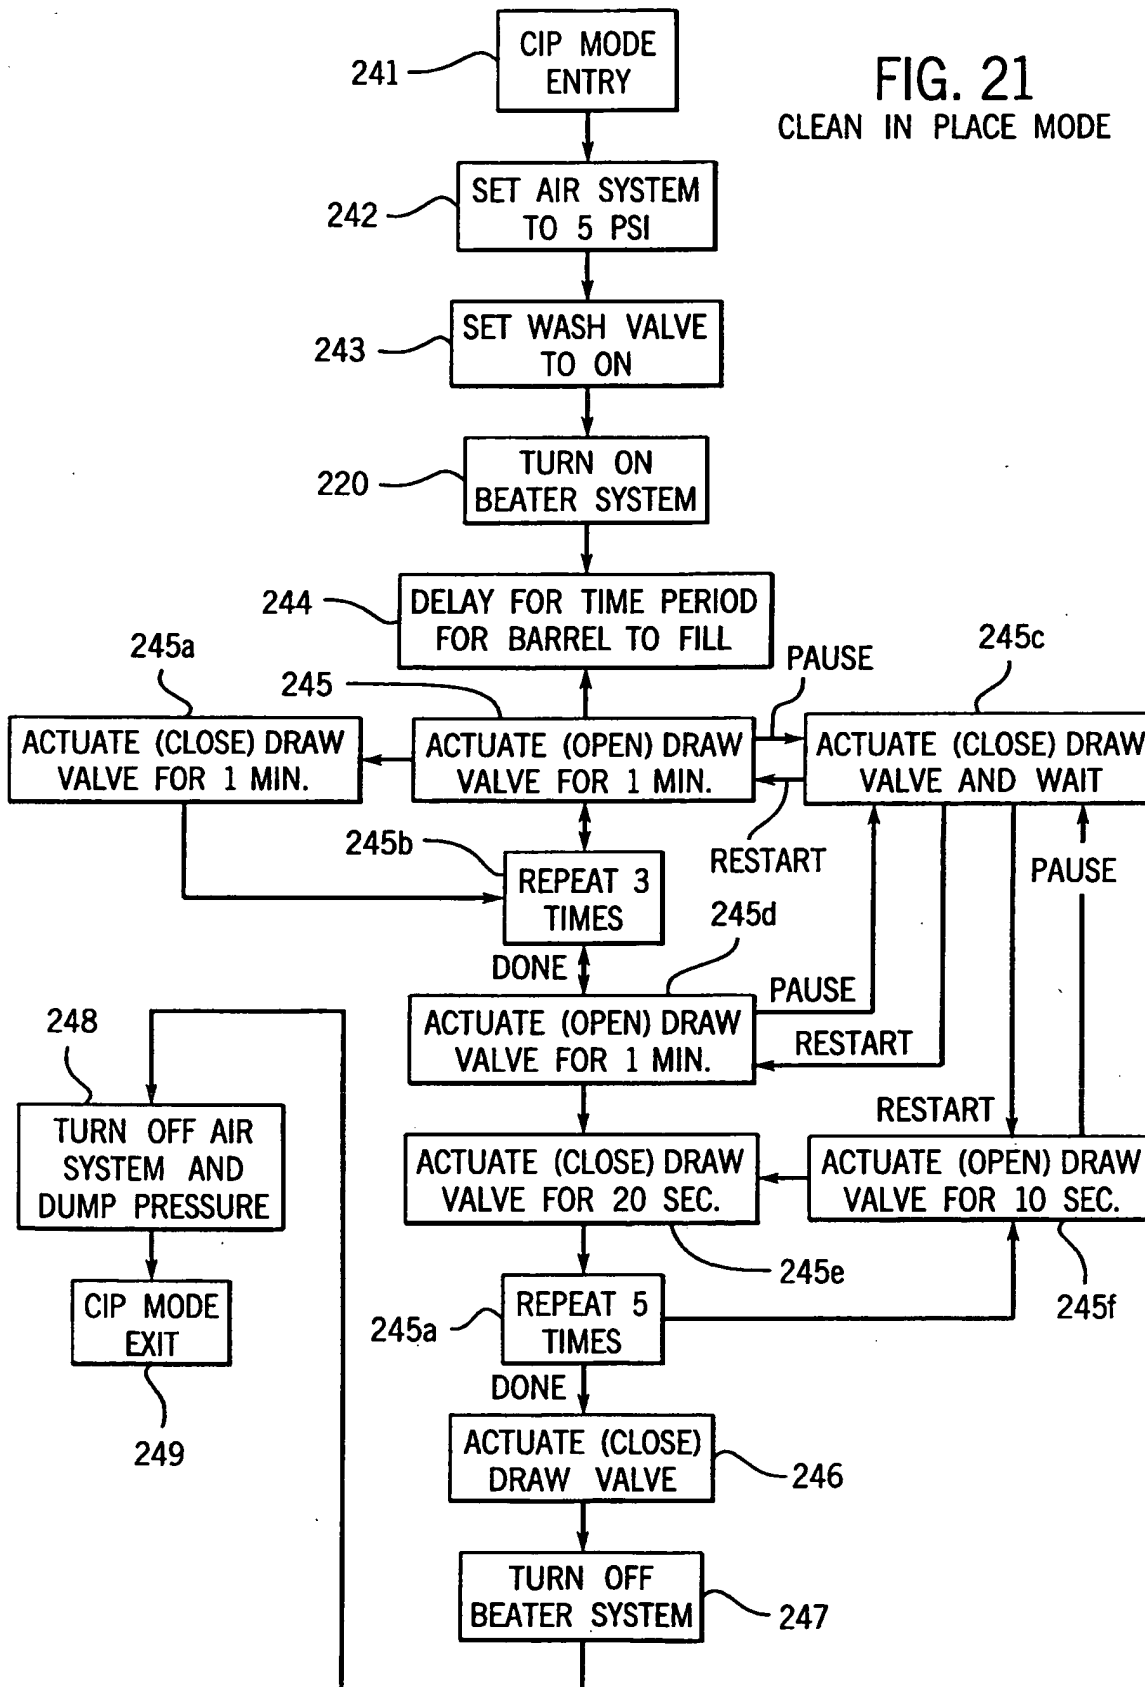 FIG. 21
CLEAN IN PLACE MODE
241
CIP MODE
ENTRY
242
SET AIR SYSTEM
TO 5 PSI
243
SET WASH VALVE
TO ON
220
TURN ON
BEATER SYSTEM
244
DELAY FOR TIME PERIOD
FOR BARREL TO FILL
245a
245
PAUSE
245c
ACTUATE (CLOSE) DRAW
VALVE FOR 1 MIN.
ACTUATE (OPEN) DRAW
VALVE FOR 1 MIN.
ACTUATE (CLOSE) DRAW
VALVE AND WAIT
RESTART
PAUSE
245b
REPEAT 3
TIMES
DONE
245d
ACTUATE (OPEN) DRAW
VALVE FOR 1 MIN.
PAUSE
RESTART
RESTART
248
TURN OFF AIR
SYSTEM AND
DUMP PRESSURE
ACTUATE (CLOSE) DRAW
VALVE FOR 20 SEC.
ACTUATE (OPEN) DRAW
VALVE FOR 10 SEC.
245e
245f
CIP MODE
EXIT
249
245a
REPEAT 5
TIMES
DONE
ACTUATE (CLOSE)
DRAW VALVE
246
TURN OFF
BEATER SYSTEM
247